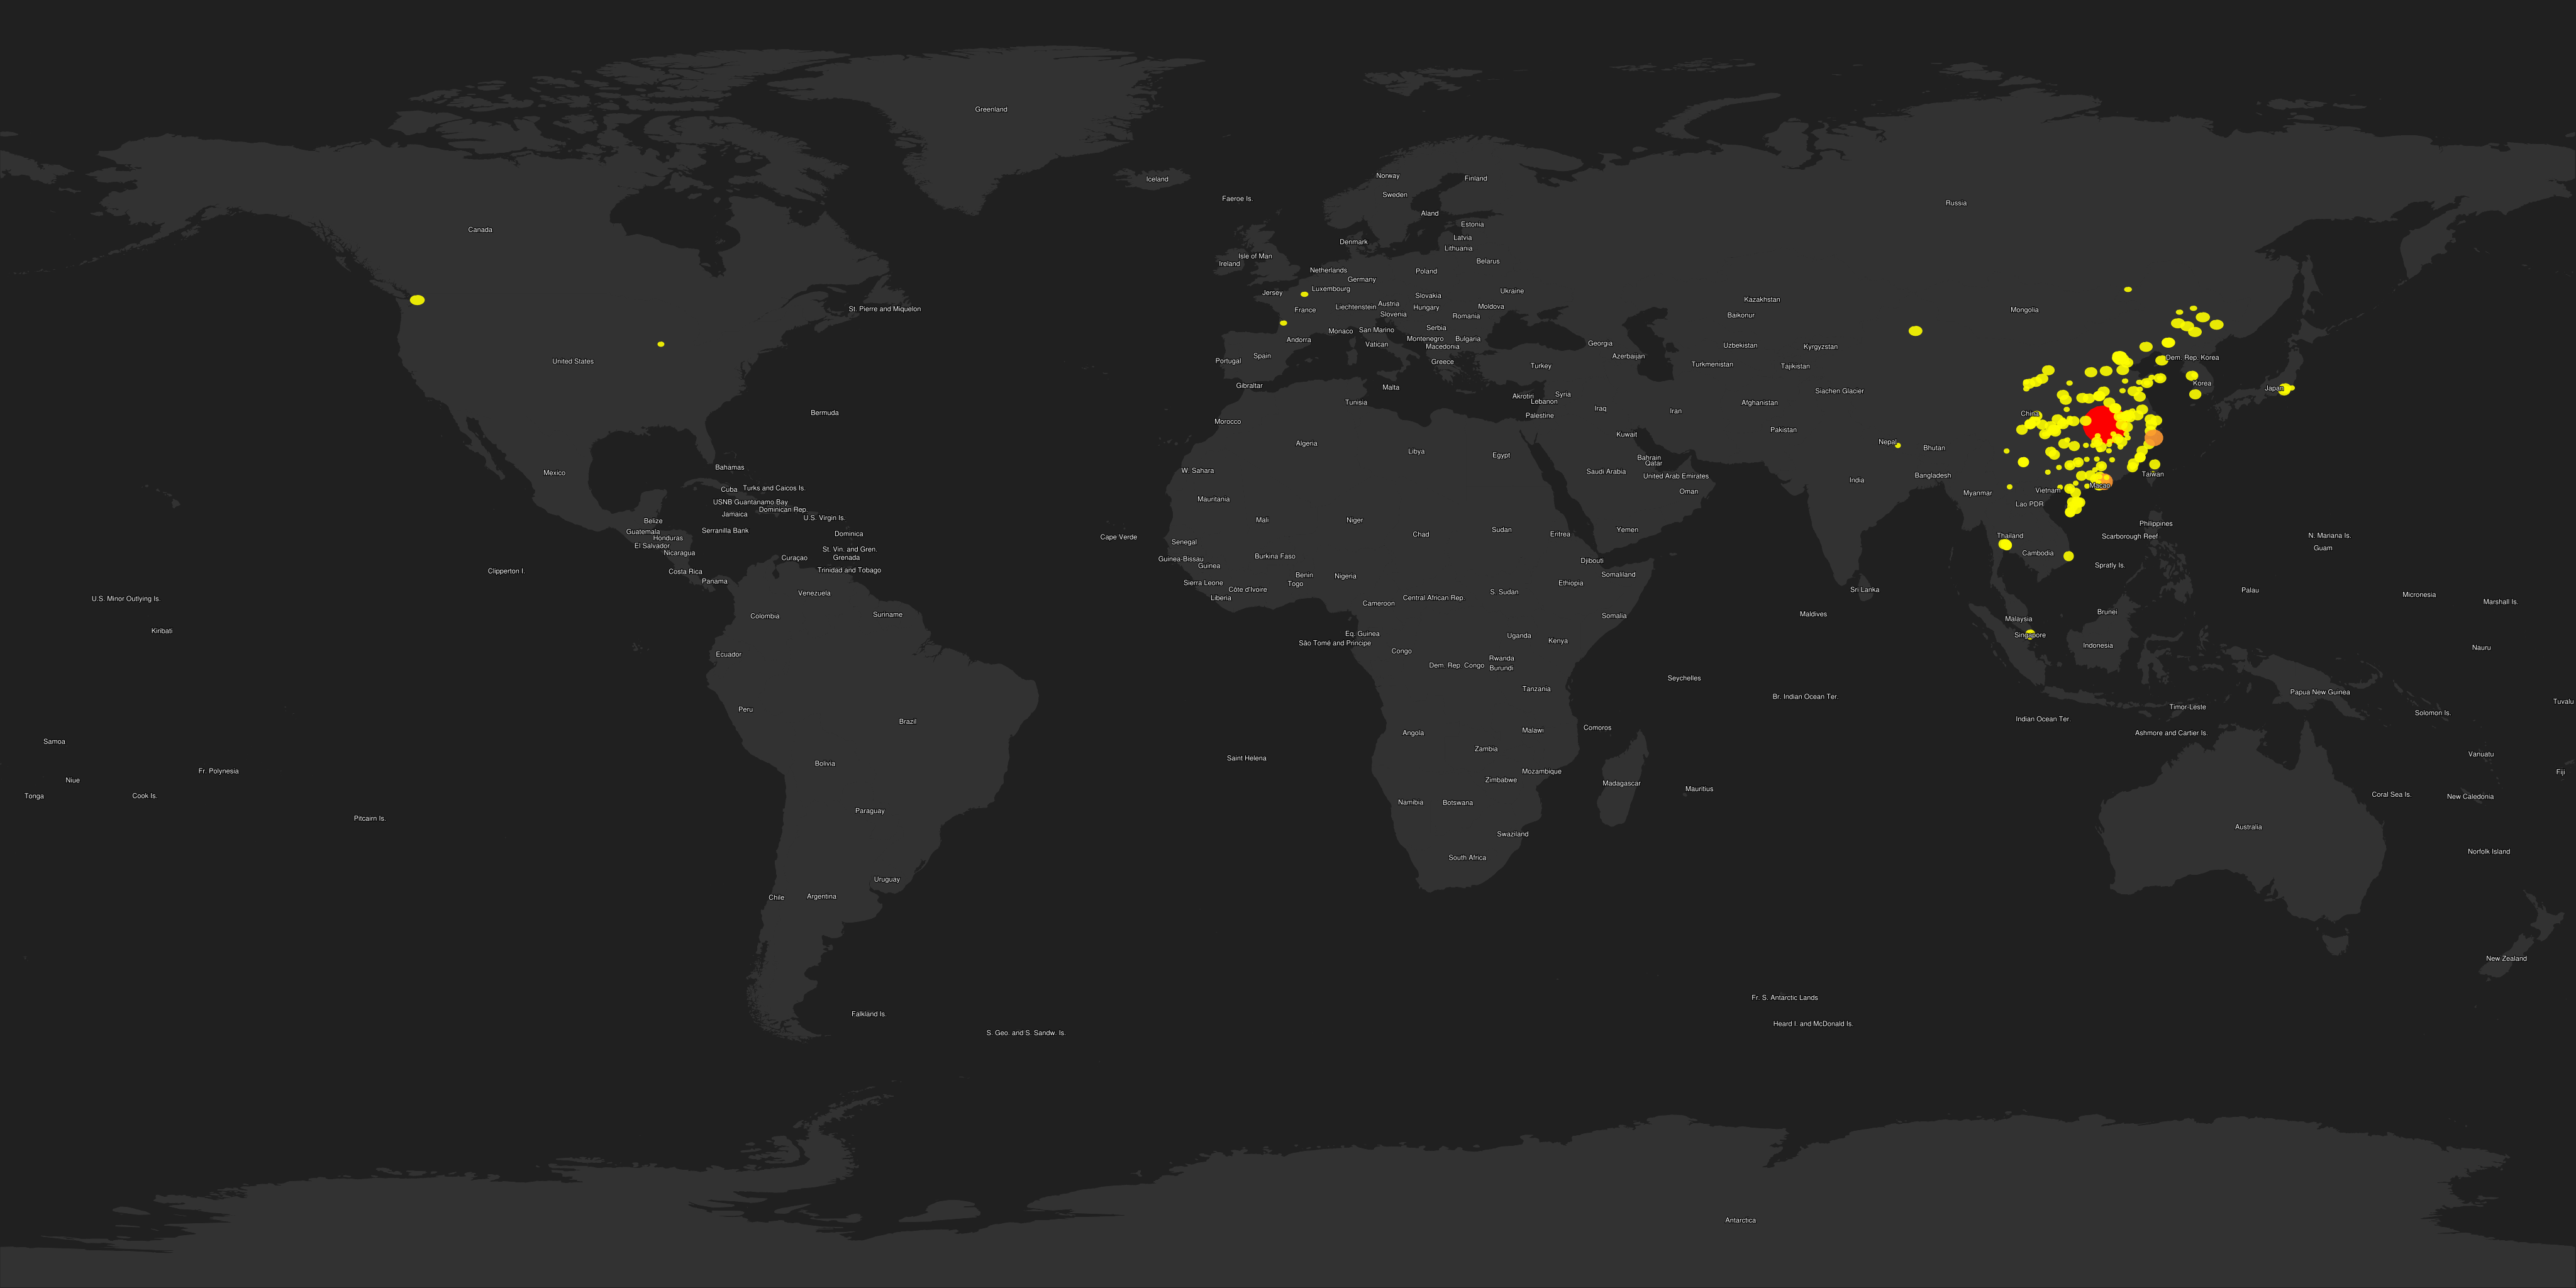 Greenland
Iceland
Norway
Finland
Sweden
Faeroe Is.
Russia
Aland
Estonia
Canada
Latvia
Denmark
Lithuania
Isle of Man
Ireland
Belarus
Netherlands
Poland
Germany
Luxembourg
Jersey
Ukraine
Slovakia
Kazakhstan
Austria
Liechtenstein
Hungary
Moldova
St. Pierre and Miquelon
France
Mongolia
Slovenia
Romania
Baikonur
Serbia
Monaco
San Marino
Andorra
Montenegro
Bulgaria
Vatican
Macedonia
Georgia
Uzbekistan
Kyrgyzstan
Spain
Azerbaijan
Dem. Rep. Korea
United States
Portugal
Greece
Turkey
Turkmenistan
Tajikistan
Gibraltar
Malta
Siachen Glacier
Korea
Japan
Akrotiri
Syria
Lebanon
Tunisia
Afghanistan
Iraq
Iran
Bermuda
Palestine
China
Morocco
Pakistan
Kuwait
Algeria
Nepal
Libya
Egypt
Bhutan
Bahrain
Qatar
Bahamas
Mexico
W. Sahara
Saudi Arabia
United Arab Emirates
Bangladesh
Taiwan
India
Macao
Cuba
Turks and Caicos Is.
Oman
Myanmar
Vietnam
USNB Guantanamo Bay
Mauritania
Lao PDR
Dominican Rep.
Jamaica
U.S. Virgin Is.
Belize
Mali
Niger
Philippines
Guatemala
Serranilla Bank
Sudan
Yemen
Honduras
Dominica
Cape Verde
Chad
Eritrea
Thailand
Scarborough Reef
N. Mariana Is.
El Salvador
Senegal
Guam
Nicaragua
St. Vin. and Gren.
Grenada
Curaçao
Guinea-Bissau
Burkina Faso
Cambodia
Djibouti
Guinea
Spratly Is.
Clipperton I.
Costa Rica
Trinidad and Tobago
Benin
Nigeria
Somaliland
Panama
Sierra Leone
Togo
Ethiopia
Côte d'Ivoire
Sri Lanka
Palau
Venezuela
S. Sudan
Micronesia
U.S. Minor Outlying Is.
Liberia
Central African Rep.
Cameroon
Marshall Is.
Colombia
Suriname
Somalia
Maldives
Brunei
Malaysia
Kiribati
Eq. Guinea
Uganda
Singapore
São Tomé and Principe
Kenya
Indonesia
Nauru
Congo
Ecuador
Rwanda
Dem. Rep. Congo
Burundi
Seychelles
Tanzania
Papua New Guinea
Br. Indian Ocean Ter.
Tuvalu
Peru
Timor-Leste
Solomon Is.
Brazil
Indian Ocean Ter.
Comoros
Malawi
Angola
Ashmore and Cartier Is.
Samoa
Zambia
Vanuatu
Saint Helena
Bolivia
Fr. Polynesia
Mozambique
Fiji
Niue
Zimbabwe
Madagascar
Mauritius
Tonga
Cook Is.
Coral Sea Is.
New Caledonia
Namibia
Botswana
Paraguay
Pitcairn Is.
Australia
Swaziland
Norfolk Island
South Africa
Uruguay
Chile
Argentina
New Zealand
Fr. S. Antarctic Lands
Falkland Is.
Heard I. and McDonald Is.
S. Geo. and S. Sandw. Is.
Antarctica